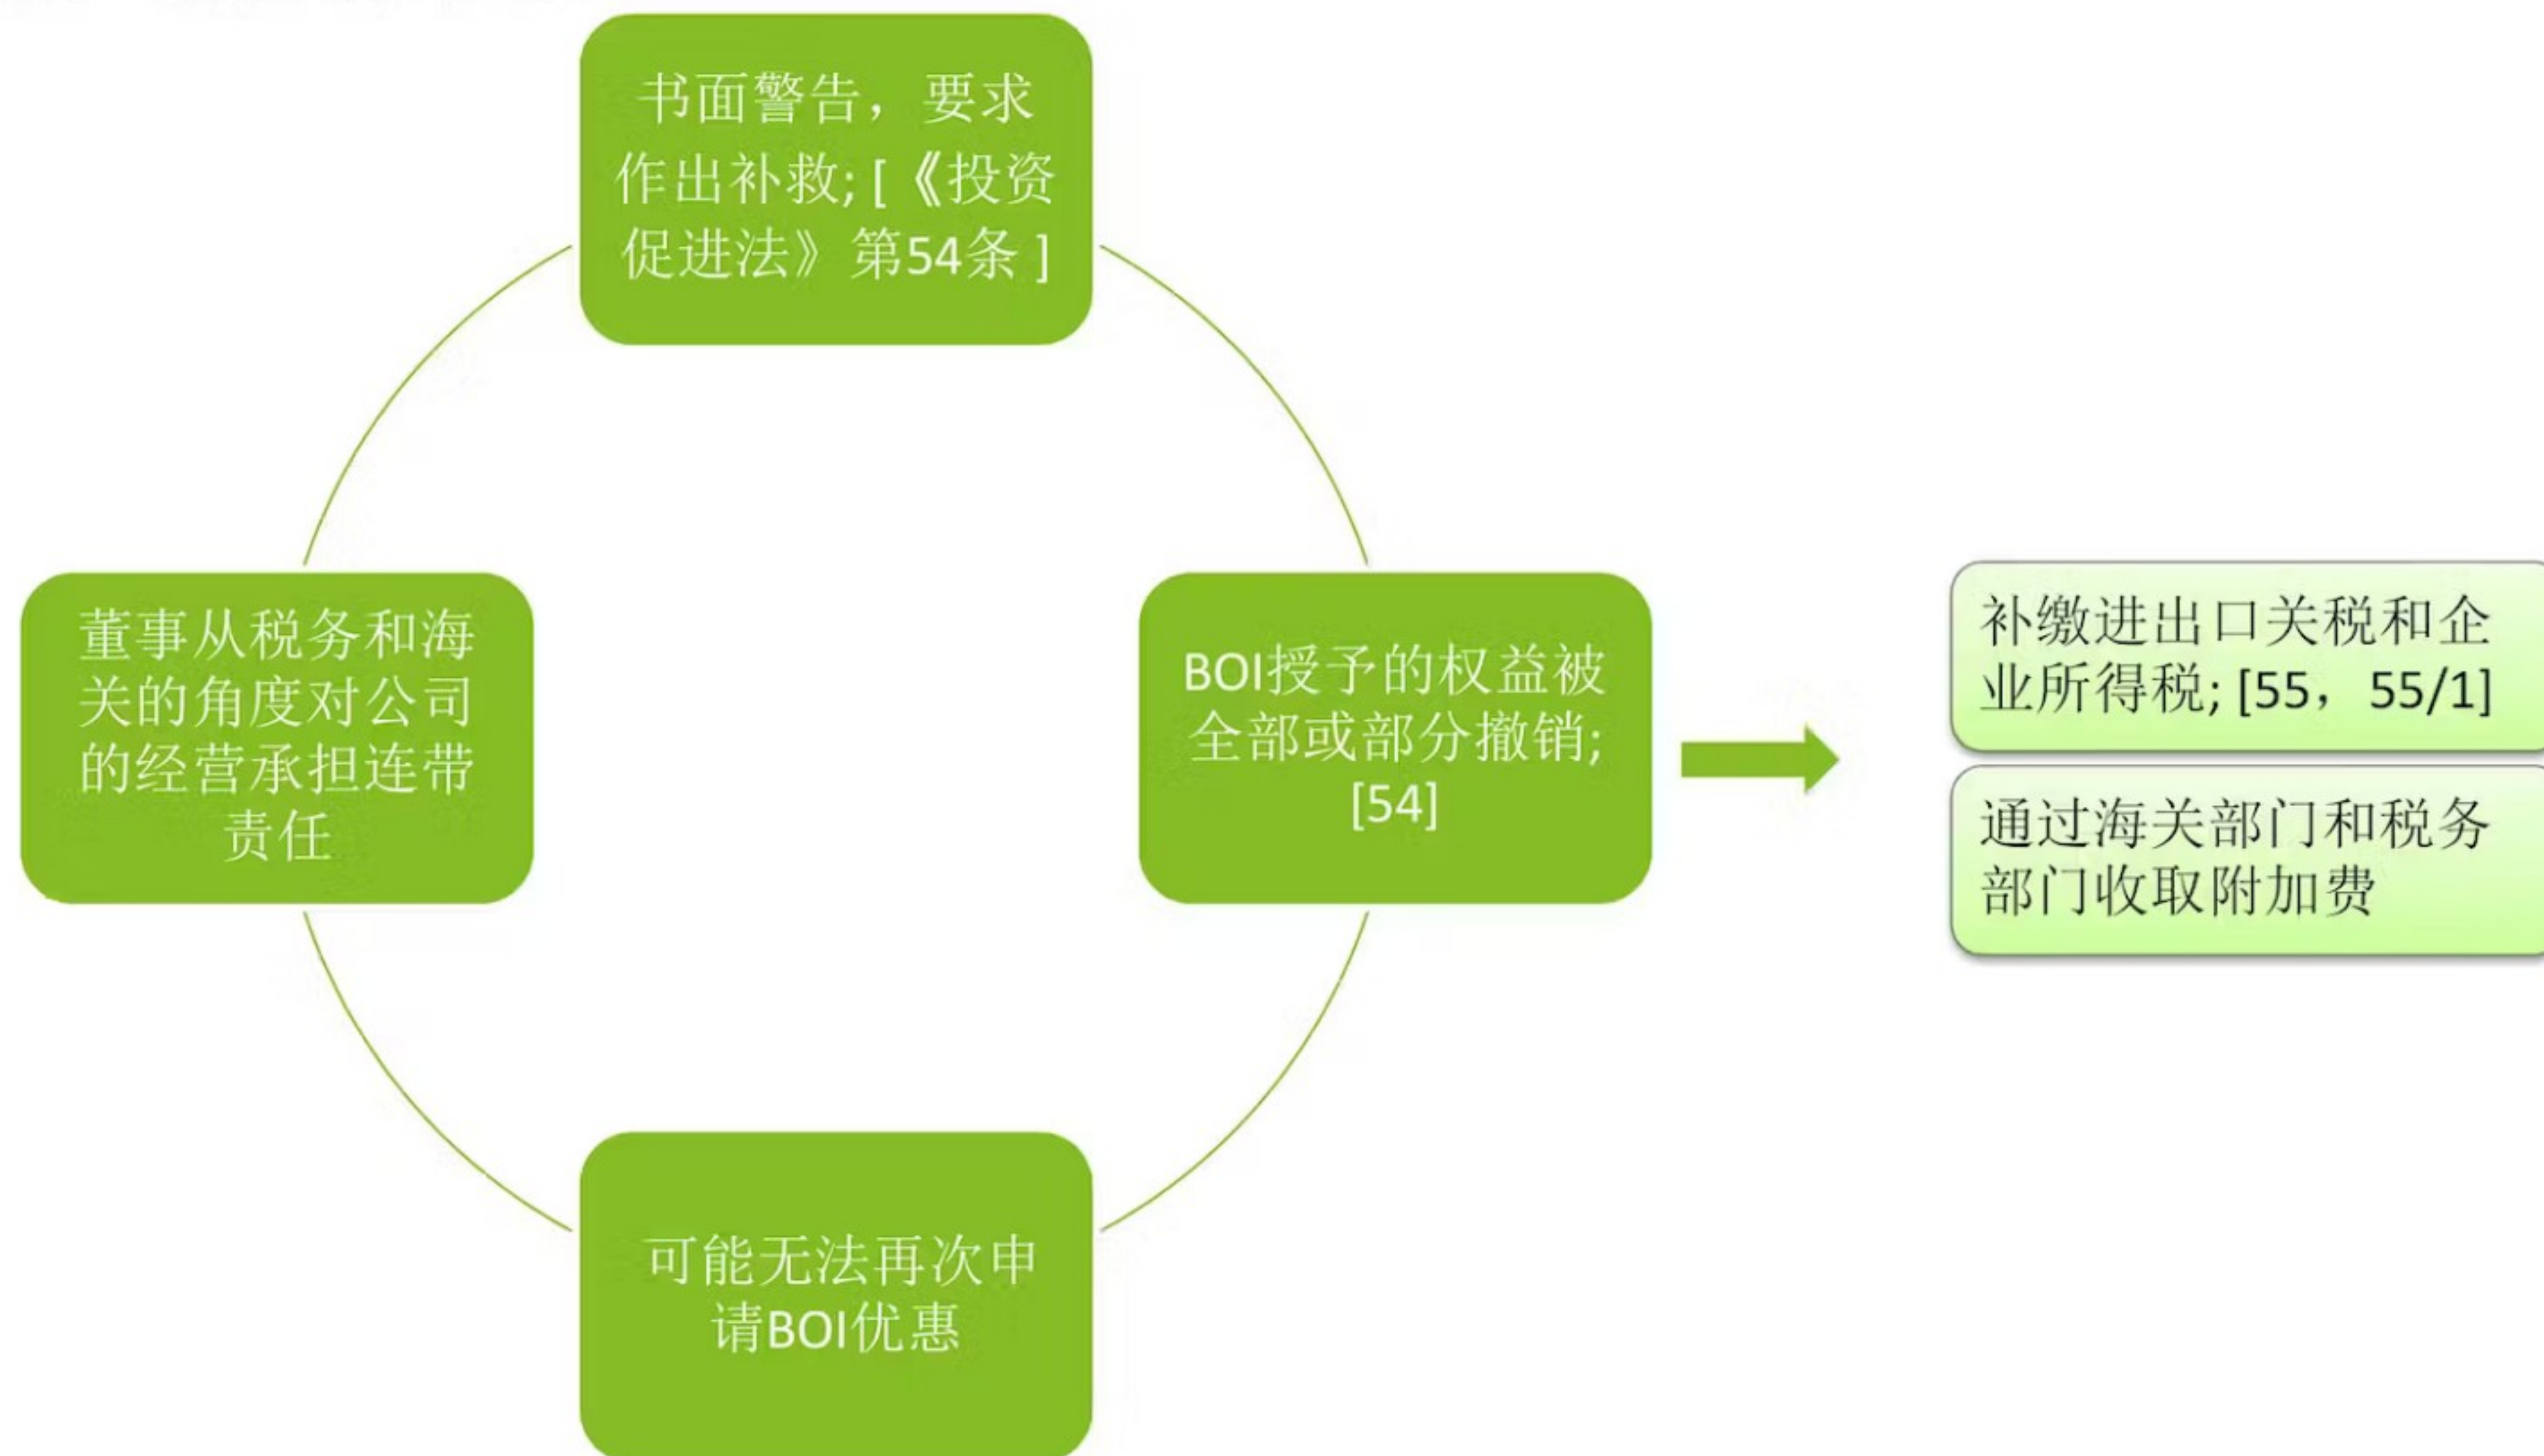 书面警告，要求
作出补救; [《投资
促进法》第54条 ]
董事从税务和海
关的角度对公司
的经营承担连带
责任
BOI授予的权益被
全部或部分撤销;
[54]
补缴进出口关税和企
业所得税; [55，55/1]
通过海关部门和税务
部门收取附加费
可能无法再次申
请BOI优惠